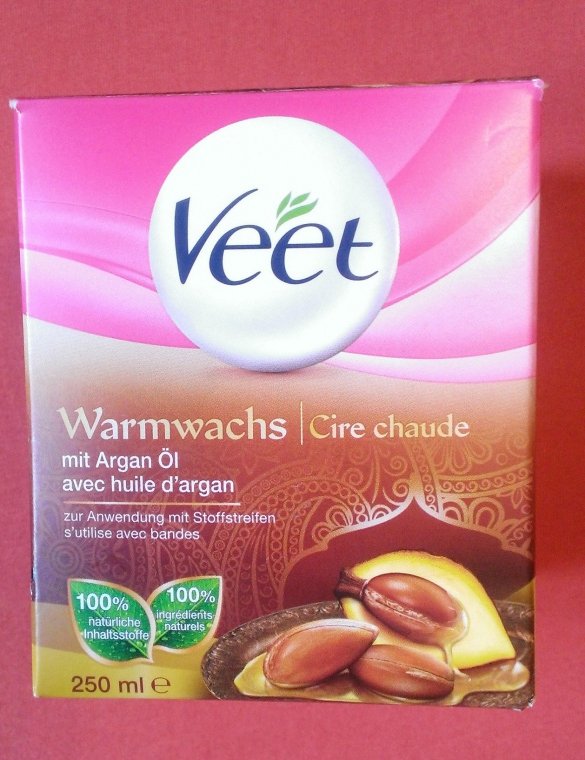 Veet
Warmwachs | Cire chaude
mit Argan Öl
avec huile d'argan
zur Anwendung mit Stoffstreifen
s'utilise avec bandes
100%
natürliche
Inhaltsstoffe
100%
ingrédients
naturels
250 ml ℮